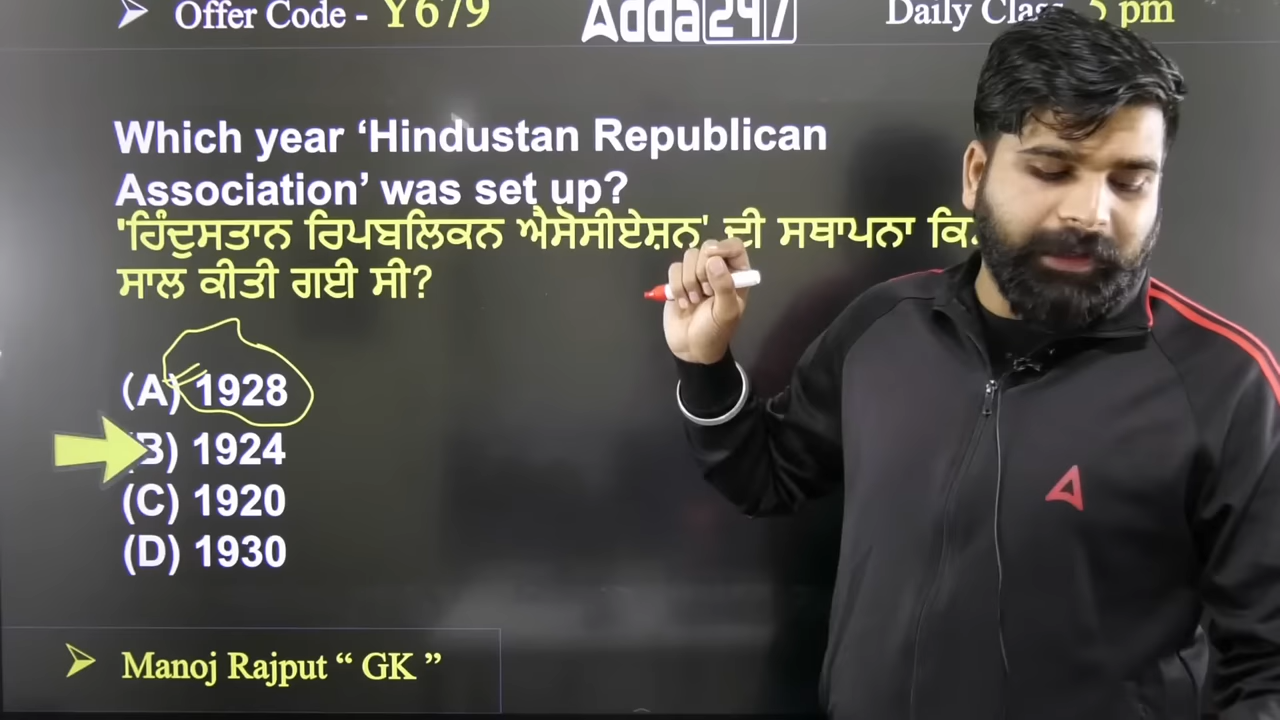 Offer Code - Y679
Adda247
Daily Class 5 pm
Which year ‘Hindustan Republican
Association’ was set up?
'ਹਿੰਦੁਸਤਾਨ ਰਿਪਬਲਿਕਨ ਐਸੋਸੀਏਸ਼ਨ' ਦੀ ਸਥਾਪਨਾ
ਸਾਲ ਕੀਤੀ ਗਈ ਸੀ?
(A) 1928
(B) 1924
(C) 1920
(D) 1930
Manoj Rajput “ GK ”